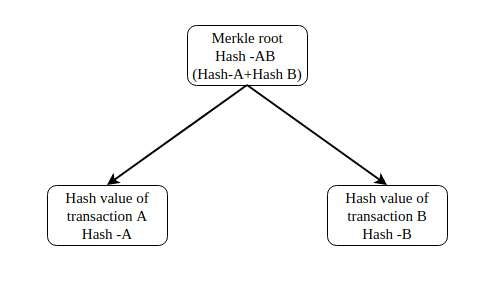 Merkle root
Hash -AB
(Hash-A+Hash B)
Hash value of
transaction A
Hash -A
Hash value of
transaction B
Hash -B